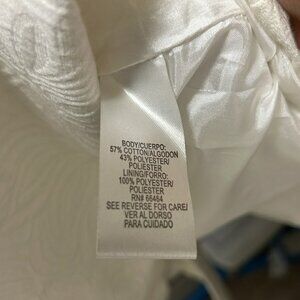 BODY/CUERPO:
57% COTTON/ALGODON
43% POLYESTER/
POLIESTER
LINING/FORRO:
100% POLYESTER/
POLIESTER
RN# 66464
SEE REVERSE FOR CARE/
VER AL DORSO
PARA CUIDADO